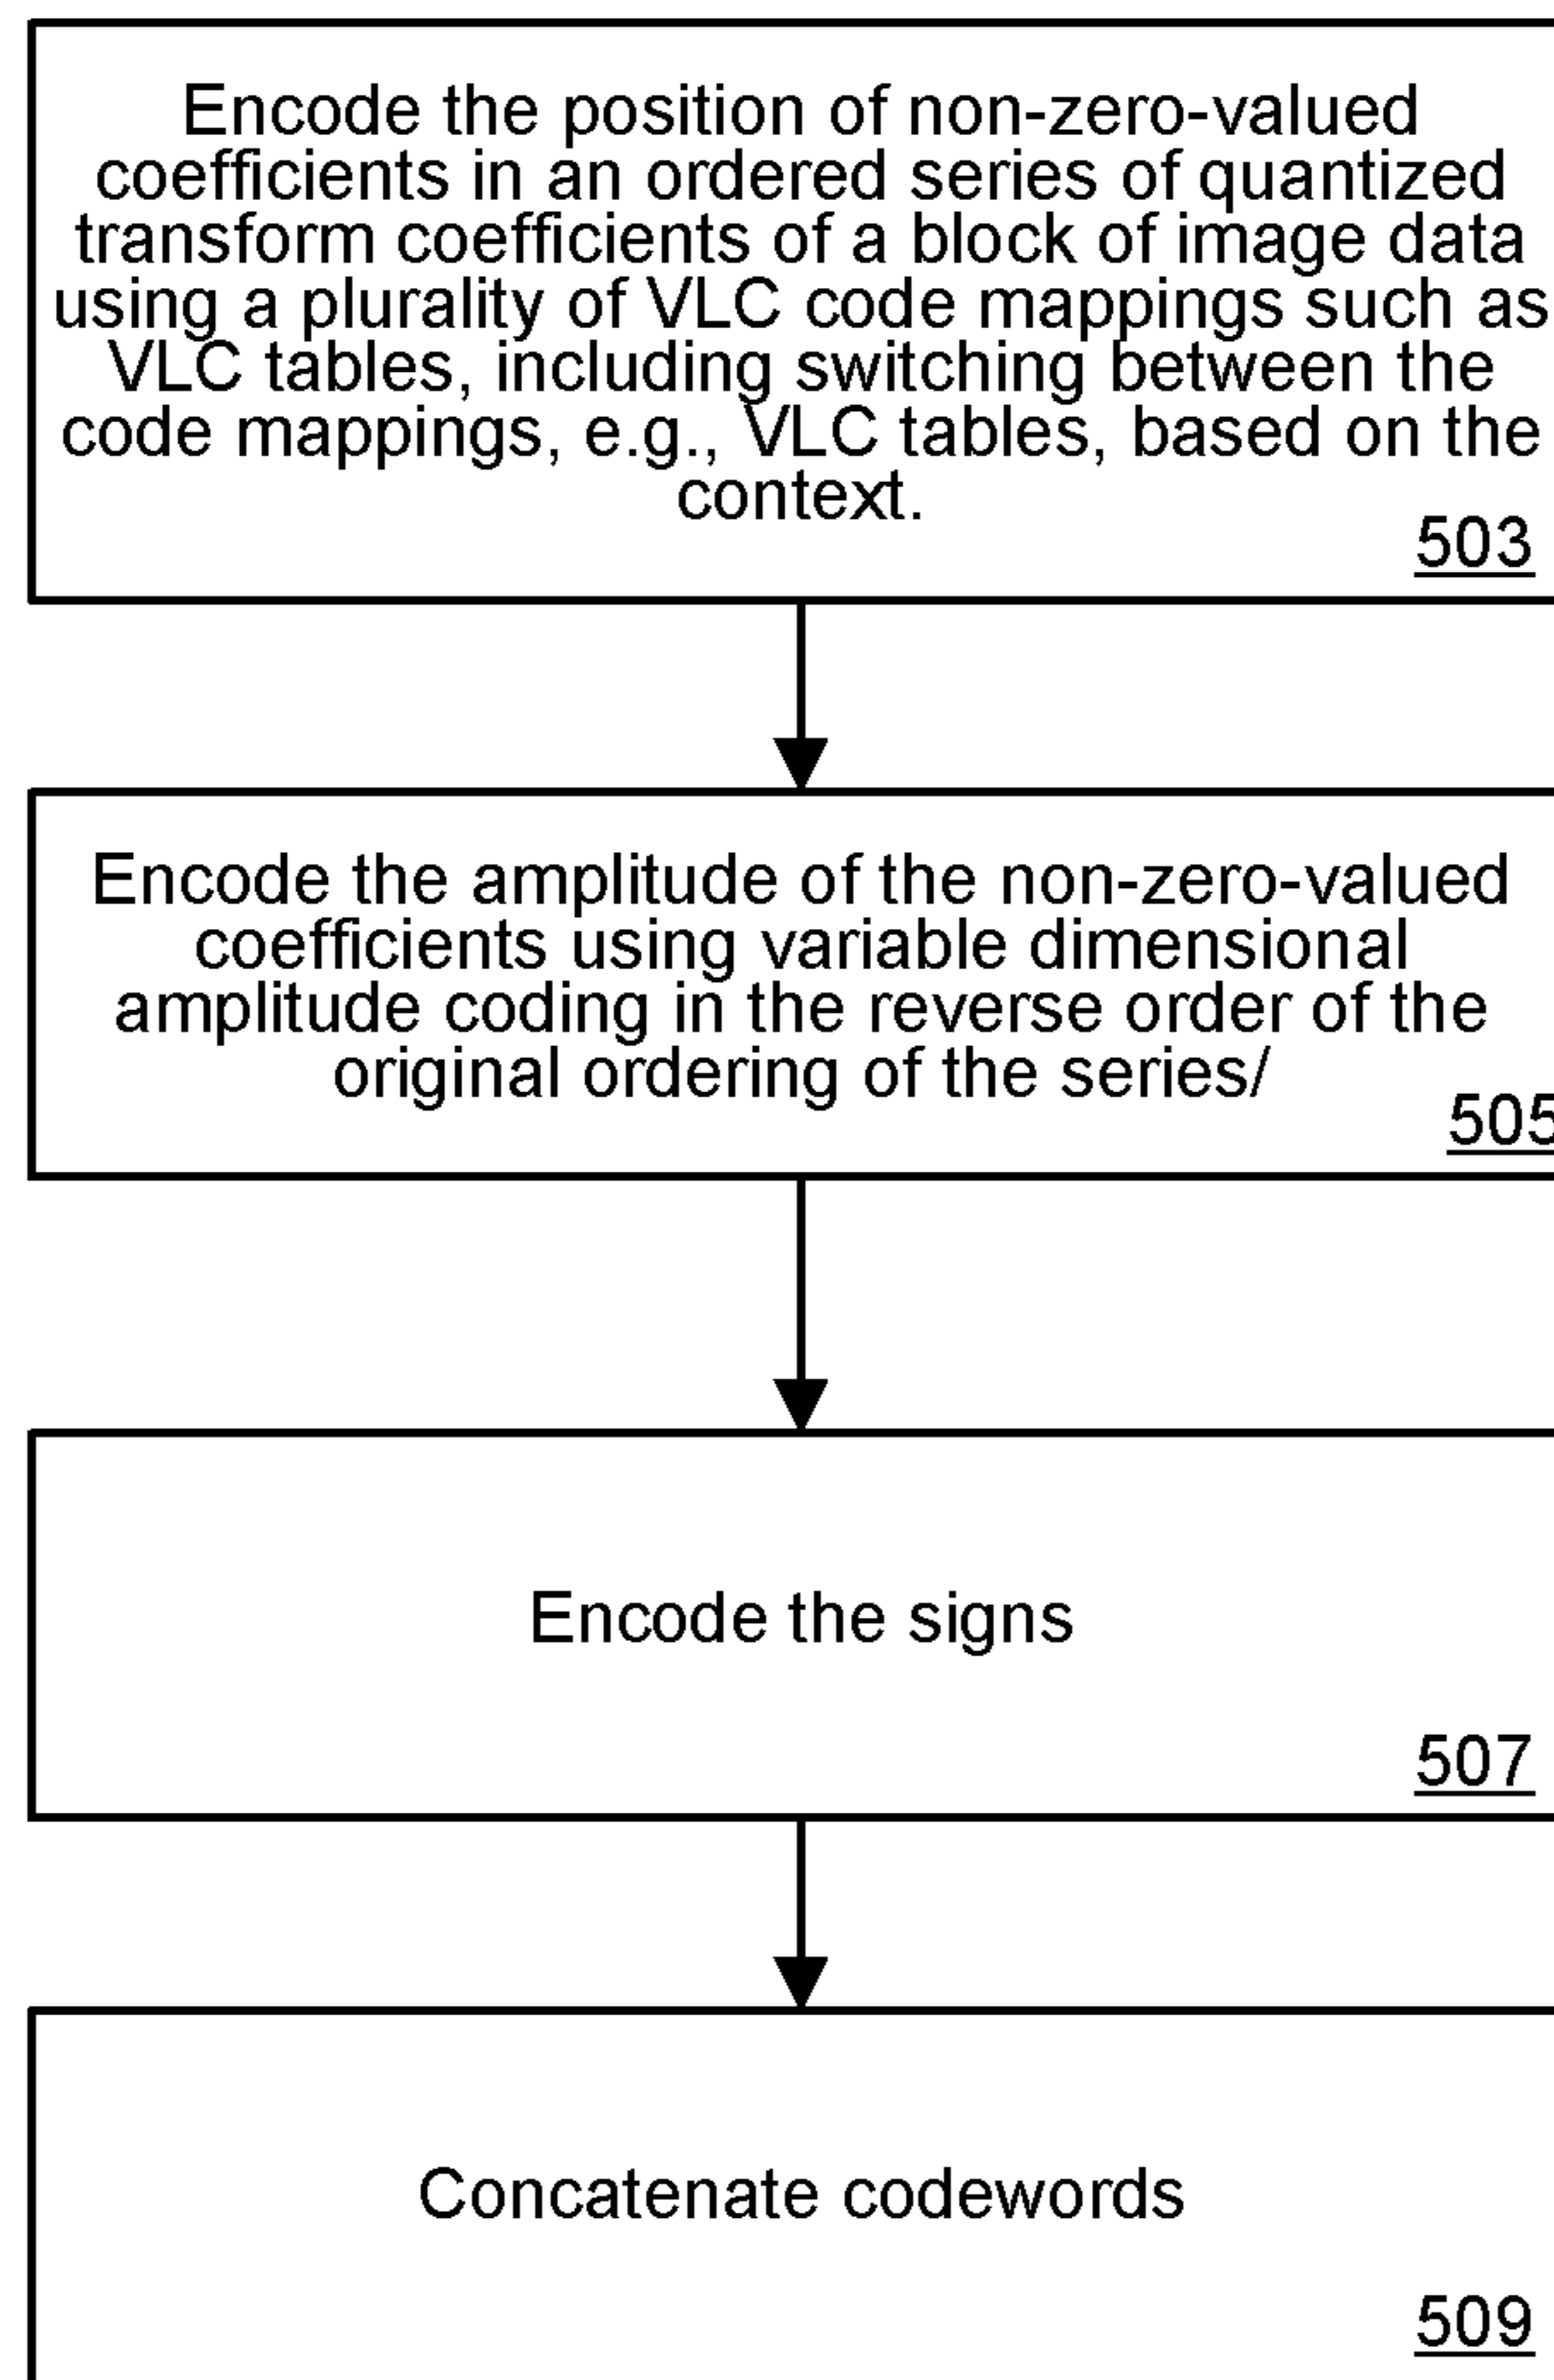 Encode the position of non-zero-valued
coefficients in an ordered series of quantized
transform coefficients of a block of image data
using a plurality of VLC code mappings such as
VLC tables, including switching between the
code mappings, e.g., VLC tables, based on the
context.
503
Encode the amplitude of the non-zero-valued
coefficients using variable dimensional
amplitude coding in the reverse order of the
original ordering of the series/
505
Encode the signs
507
Concatenate codewords
509